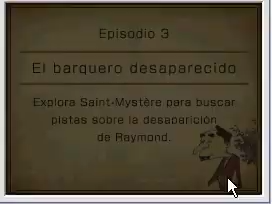 Episodio 3
El barquero desaparecido
Explora Saint-Mystère para buscar
pistas sobre la desaparición
de Raymond.